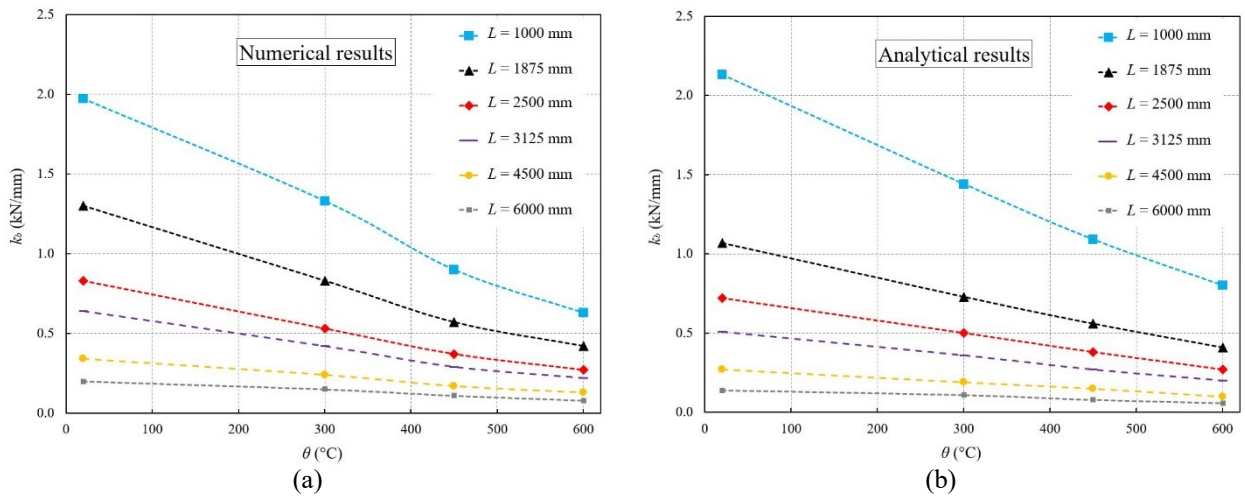 2.5
2.0
1.5
1.0
0.5
0.0
0 100 200 300 400 500 600
kδ (kN/mm)
θ (°C)
Numerical results
L = 1000 mm
L = 1875 mm
L = 2500 mm
L = 3125 mm
L = 4500 mm
L = 6000 mm
(a)
2.5
2.0
1.5
1.0
0.5
0.0
0 100 200 300 400 500 600
kδ (kN/mm)
θ (°C)
Analytical results
L = 1000 mm
L = 1875 mm
L = 2500 mm
L = 3125 mm
L = 4500 mm
L = 6000 mm
(b)